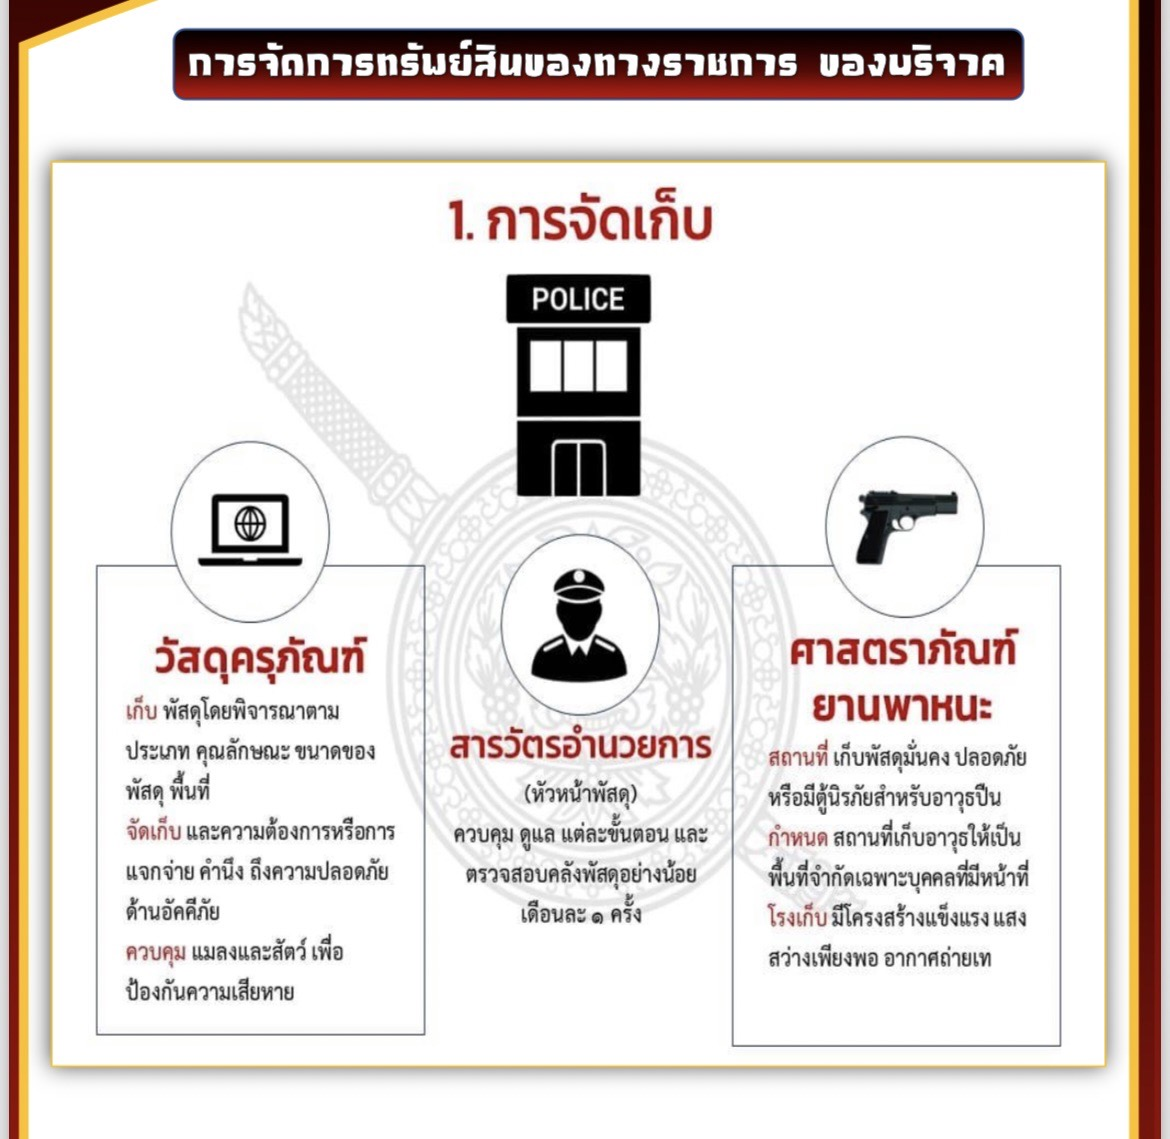 การจัดการทรัพย์สินของทางราชการ ของบริจาค
1. การจัดเก็บ
POLICE
วัสดุครุภัณฑ์
เก็บ พัสดุโดยพิจารณาตาม
ประเภท คุณลักษณะ ขนาดของ
พัสดุ พื้นที่
จัดเก็บ และความต้องการหรือการ
แจกจ่าย คำนึง ถึงความปลอดภัย
ด้านอัคคีภัย
ควบคุม แมลงและสัตว์ เพื่อ
ป้องกันความเสียหาย
สารวัตรอำนวยการ
(หัวหน้าพัสดุ)
ควบคุม ดูแล แต่ละขั้นตอน และ
ตรวจสอบคลังพัสดุอย่างน้อย
เดือนละ ๑ ครั้ง
ศาสตราภัณฑ์
ยานพาหนะ
สถานที่ เก็บพัสดุมั่นคง ปลอดภัย
หรือมีตู้นิรภัยสำหรับอาวุธปืน
กำหนด สถานที่เก็บอาวุธให้เป็น
พื้นที่จำกัดเฉพาะบุคคลที่มีหน้าที่
โรงเก็บ มีโครงสร้างแข็งแรง แสง
สว่างเพียงพอ อากาศถ่ายเท